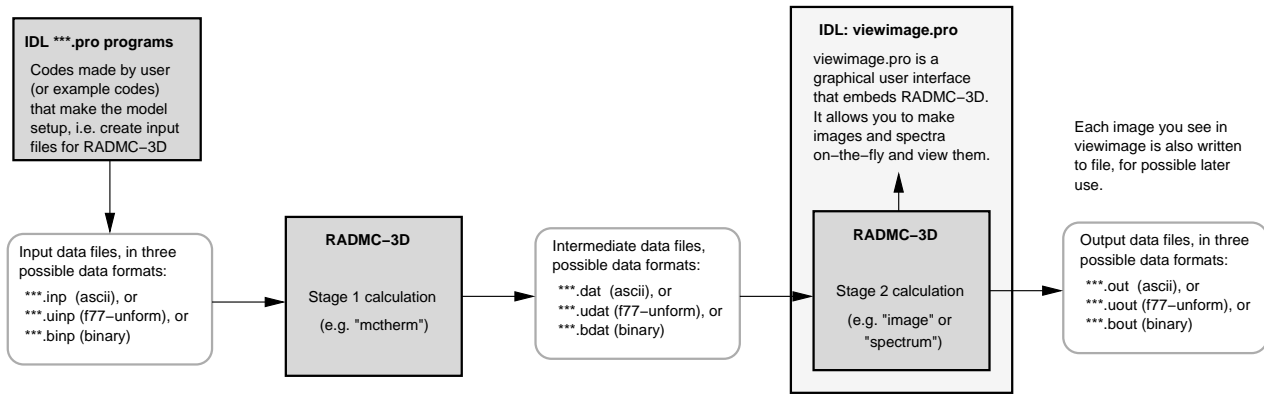 IDL ***.pro programs
Codes made by user
(or example codes)
that make the model
setup, i.e. create input
files for RADMC−3D
Input data files, in three
possible data formats:
***.inp (ascii), or
***.uinp (f77−unform), or
***.binp (binary)
RADMC−3D
Stage 1 calculation
(e.g. "mctherm")
Intermediate data files,
possible data formats:
***.dat (ascii), or
***.udat (f77−unform), or
***.bdat (binary)
IDL: viewimage.pro
viewimage.pro is a
graphical user interface
that embeds RADMC−3D.
It allows you to make
images and spectra
on−the−fly and view them.
RADMC−3D
Stage 2 calculation
(e.g. "image" or
"spectrum")
Each image you see in
viewimage is also written
to file, for possible later
use.
Output data files, in three
possible data formats:
***.out (ascii), or
***.uout (f77−unform), or
***.bout (binary)